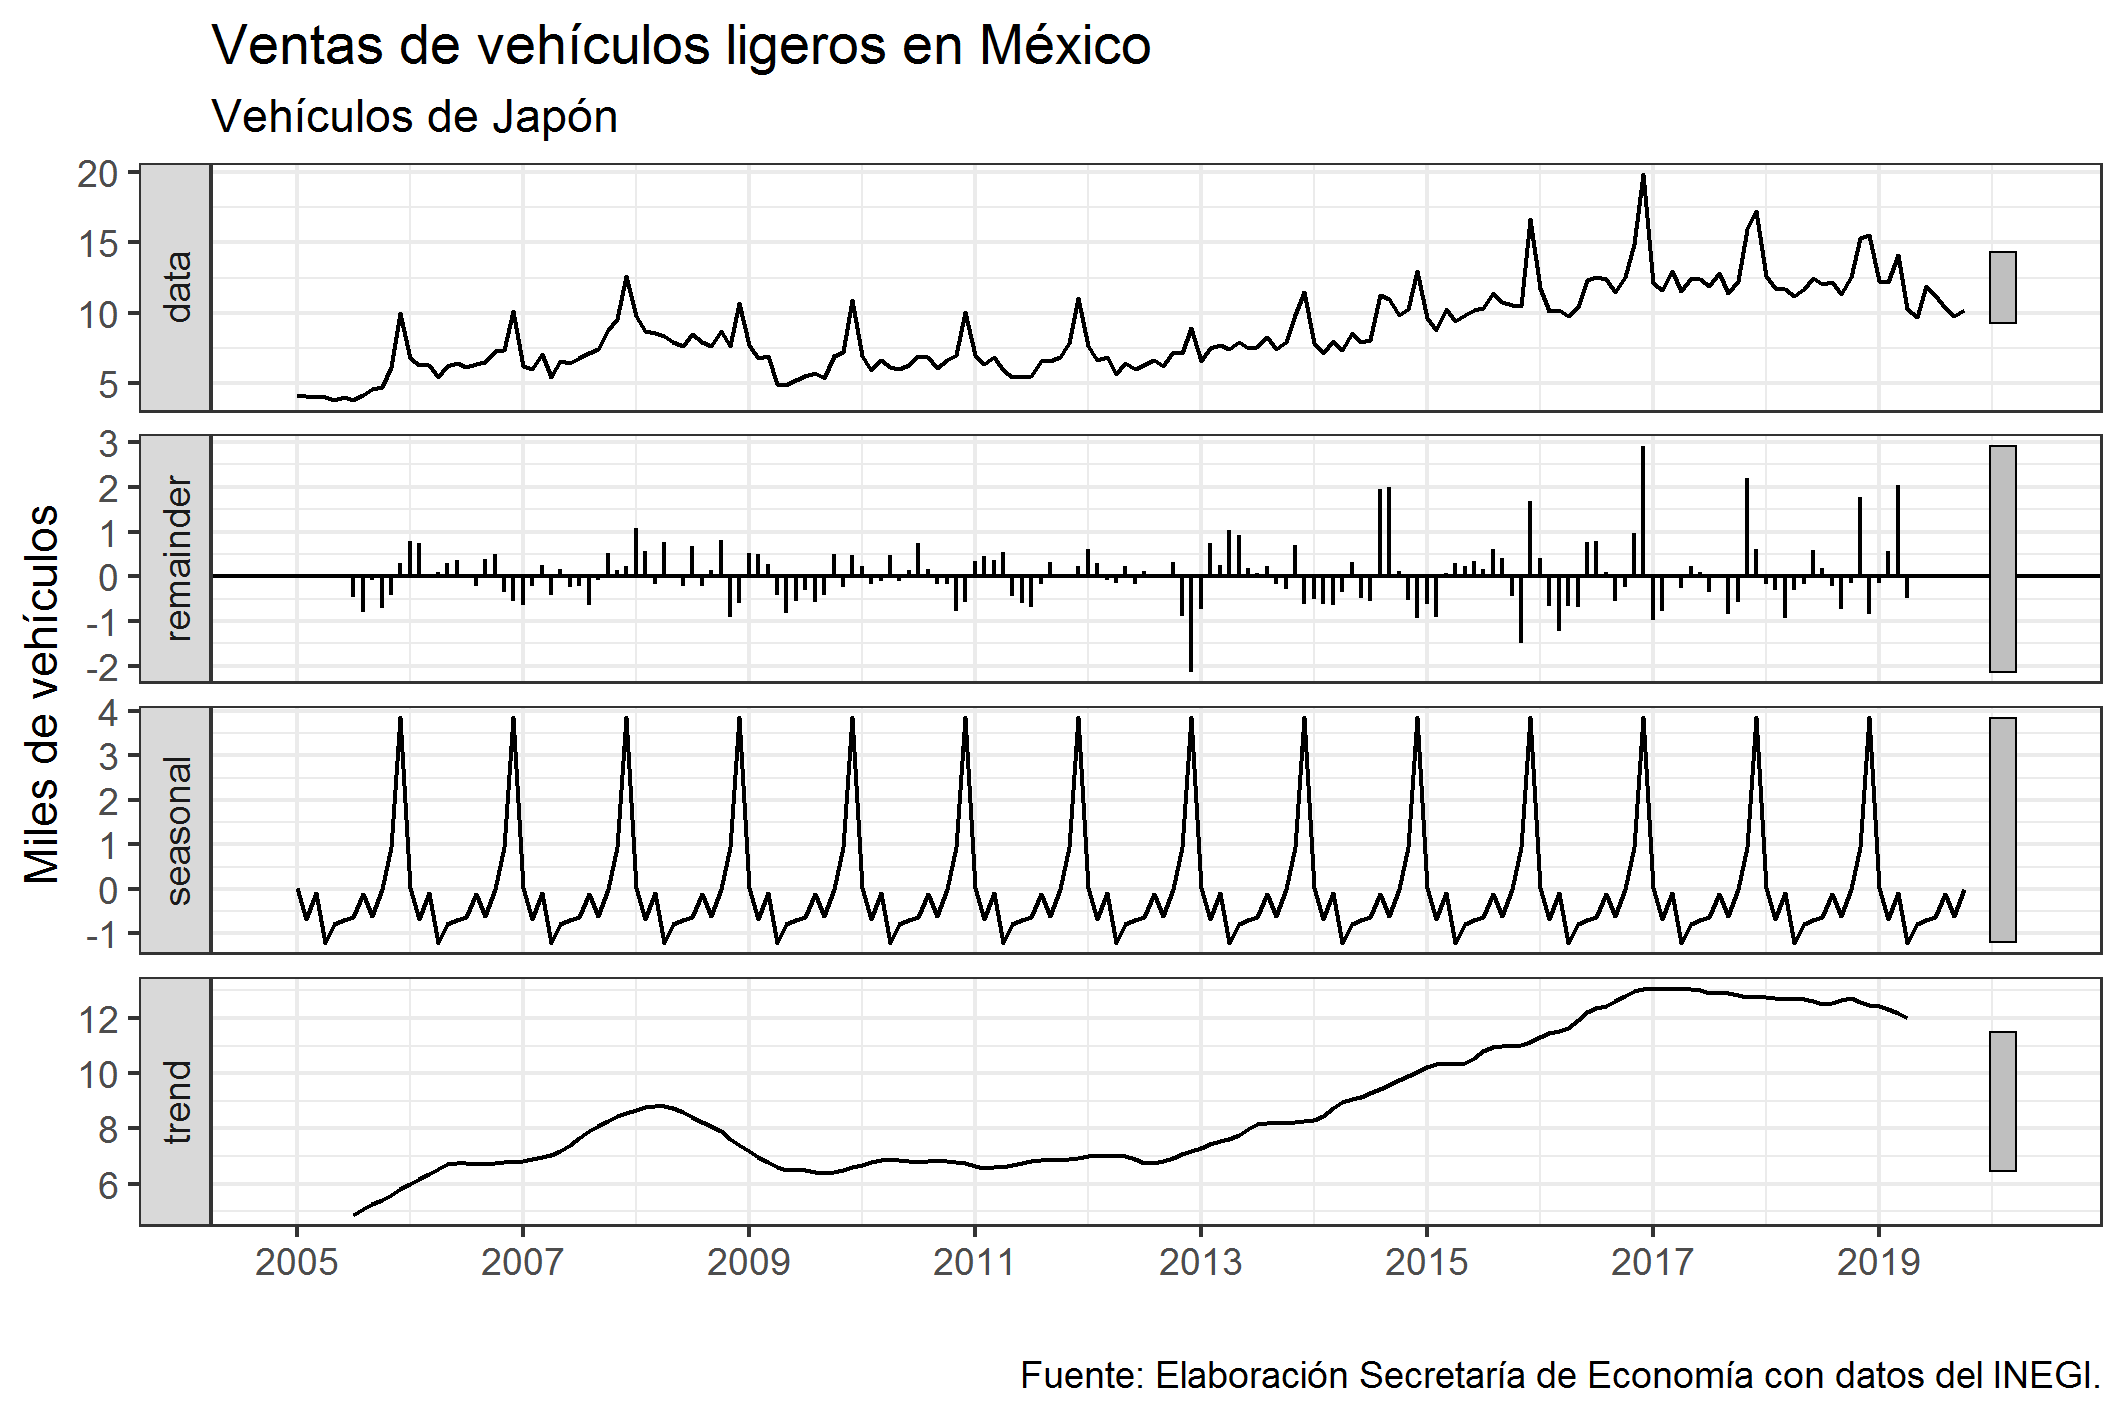 Ventas de vehículos ligeros en México
Vehículos de Japón
Miles de vehículos
data
20
15
10
5
remainder
3
2
1
0
-1
-2
seasonal
4
3
2
1
0
-1
trend
12
10
8
6
2005 2007 2009 2011 2013 2015 2017 2019
Fuente: Elaboración Secretaría de Economía con datos del INEGI.